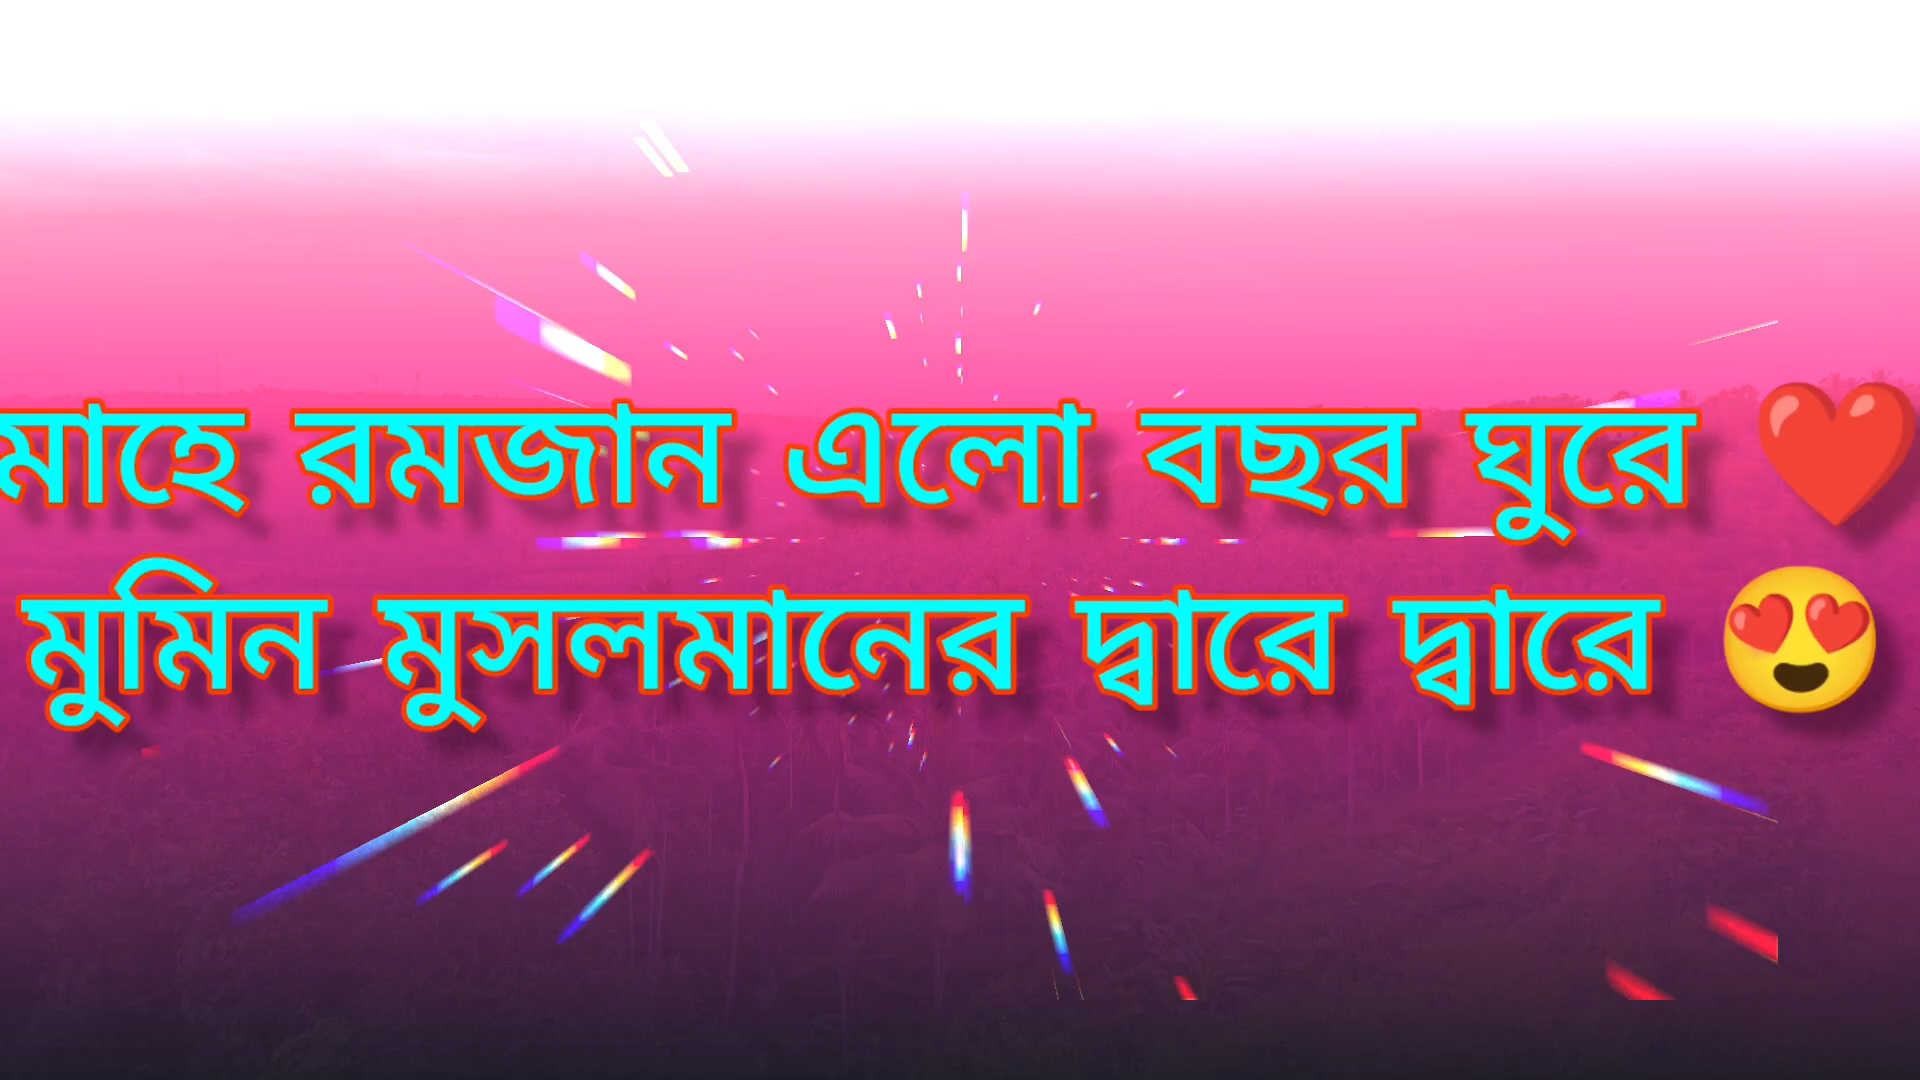 মাহে রমজান এলো বছর ঘুরে ❤️
মুমিন মুসলমানের দ্বারে দ্বারে 😍